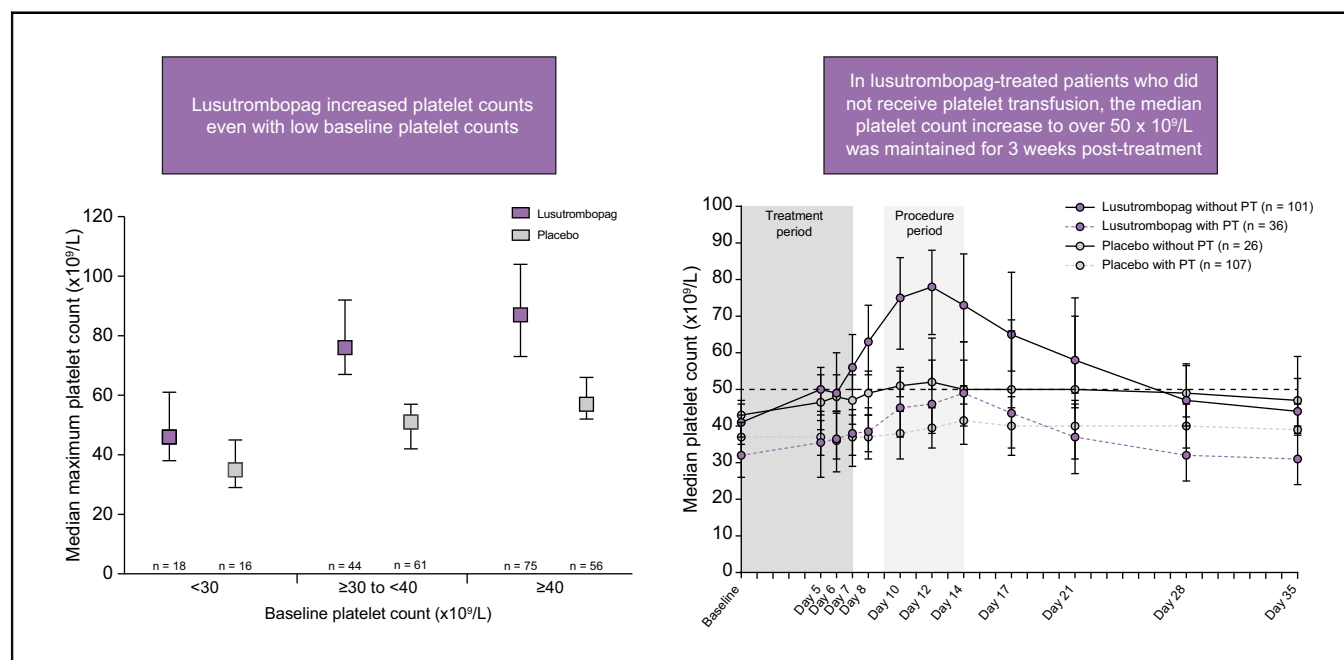 Lusutrombopag increased platelet counts
even with low baseline platelet counts
120
100
80
60
40
20
0
Median maximum platelet count (x10⁹/L)
Lusutrombopag
Placebo
n = 18
n = 16
n = 44
n = 61
n = 75
n = 56
<30
≥30 to <40
≥40
Baseline platelet count (x10⁹/L)
In lusutrombopag-treated patients who did
not receive platelet transfusion, the median
platelet count increase to over 50 x 10⁹/L
was maintained for 3 weeks post-treatment
100
90
80
70
60
50
40
30
20
10
0
Median platelet count (x10⁹/L)
Treatment
period
Procedure
period
Lusutrombopag without PT (n = 101)
Lusutrombopag with PT (n = 36)
Placebo without PT (n = 26)
Placebo with PT (n = 107)
Baseline
Day 5
Day 6
Day 7
Day 8
Day 10
Day 12
Day 14
Day 17
Day 21
Day 28
Day 35